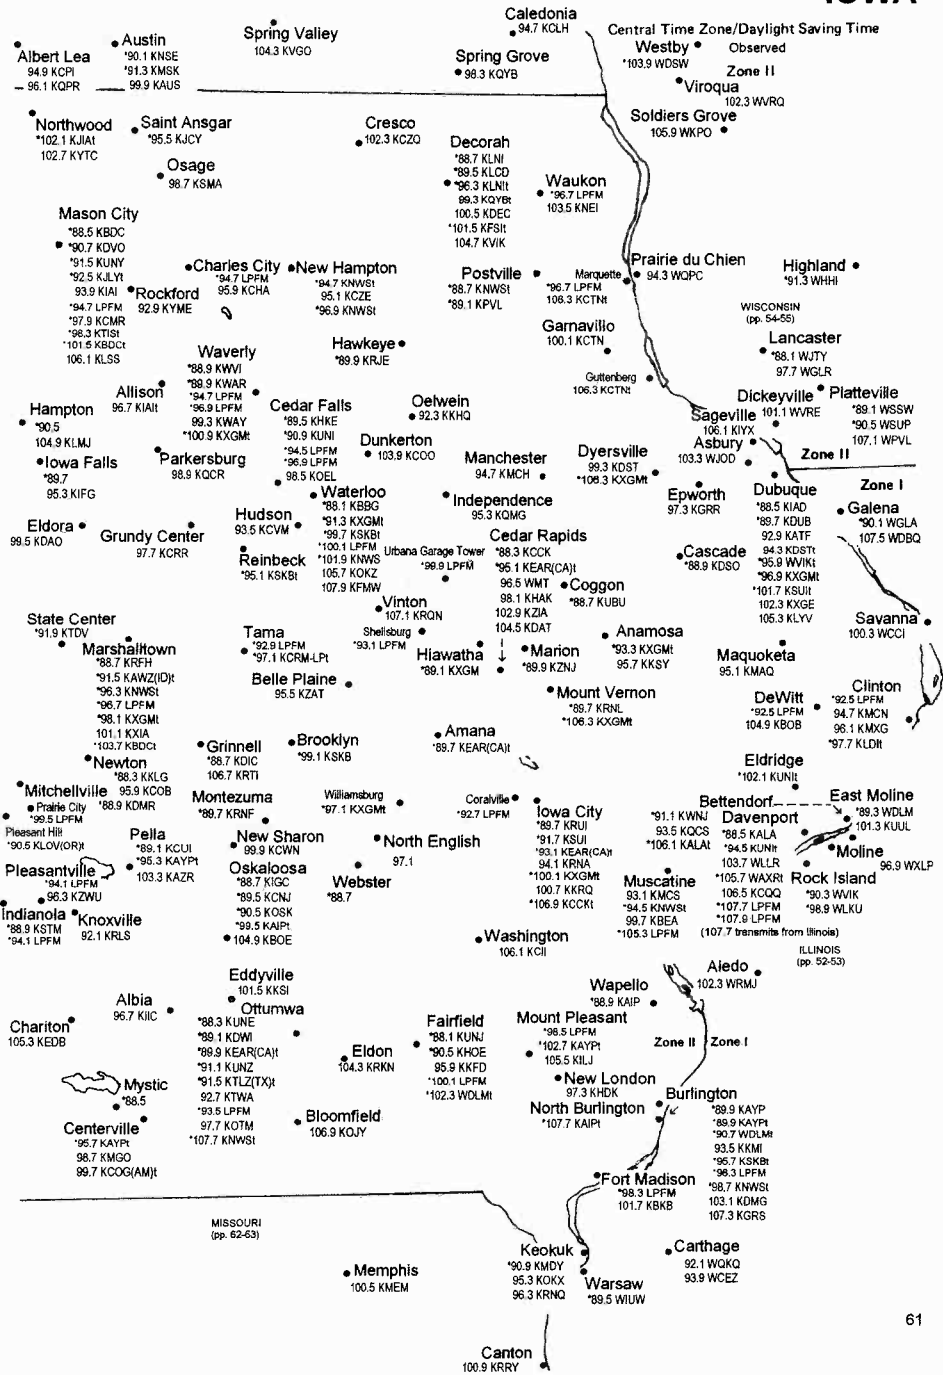 IOWA
Caledonia
*94.7 KCLH
Spring Valley
104.3 KVGO
Central Time Zone/Daylight Saving Time
Observed
Austin
*90.1 KNSE
*91.3 KMSK
99.9 KAUS
Albert Lea
94.9 KCPI
96.1 KQPR
Spring Grove
98.3 KQYB
Westby
*103.9 WDSW
Zone II
Viroqua
102.3 WVRQ
Soldiers Grove
105.9 WKPO
Northwood
*102.1 KJIAt
102.7 KYTC
Saint Ansgar
*95.5 KJCY
Cresco
102.3 KCZQ
Osage
98.7 KSMA
Decorah
*88.7 KLNI
*89.5 KLCD
*96.3 KLNIt
99.3 KQYBt
100.5 KDEC
*101.5 KFSIt
104.7 KVIK
Waukon
*96.7 LPFM
103.5 KNEI
Mason City
*88.5 KBDC
*90.7 KDVO
*91.5 KUNY
*92.5 KJLYt
93.9 KIAI
*94.7 LPFM
*97.9 KCMR
*98.3 KTISt
*101.5 KBDCt
106.1 KLSS
Charles City
*94.7 LPFM
95.9 KCHA
New Hampton
*94.7 KNWSt
95.1 KCZE
*96.9 KNWSt
Rockford
92.9 KYME
Postville
*88.7 KNWSt
*89.1 KPVL
Marquette
*96.7 LPFM
106.3 KCTNt
Prairie du Chien
94.3 WQPC
Highland
*91.3 WHHI
WISCONSIN
(pp. 54-55)
Garnavillo
100.1 KCTN
Lancaster
*88.1 WJTY
97.7 WGLR
Hawkeye
*89.9 KRJE
Waverly
*88.9 KWVI
*89.9 KWAR
*94.7 LPFM
*96.9 LPFM
99.3 KWAY
*100.9 KXGMt
Guttenberg
106.3 KCTNt
Allison
96.7 KIAIt
Dickeyville
101.1 WVRE
Platteville
*89.1 WSSW
*90.5 WSUP
107.1 WPVL
Hampton
*90.5
104.9 KLMJ
Cedar Falls
*89.5 KHKE
*90.9 KUNI
*94.5 LPFM
*96.9 LPFM
98.5 KOEL
Oelwein
92.3 KKHQ
Sageville
106.1 KIYX
Dunkerton
103.9 KCOO
Asbury
103.3 WJOD
Iowa Falls
*89.7
95.3 KIFG
Parkersburg
98.9 KQCR
Manchester
94.7 KMCH
Dyersville
99.3 KDST
*106.3 KXGMt
Zone II
Zone I
Waterloo
*88.1 KBBG
*91.3 KXGMt
*99.7 KSKBt
*100.1 LPFM
*101.9 KNWS
105.7 KOKZ
107.9 KFMW
Independence
95.3 KQMG
Epworth
97.3 KGRR
Dubuque
*88.5 KIAD
*89.7 KDUB
92.9 KATF
94.3 KDSTt
*95.9 WVIKt
*96.9 KXGMt
*101.7 KSUIt
102.3 KXGE
105.3 KLYV
Galena
*90.1 WGLA
107.5 WDBQ
Eldora
99.5 KDAO
Grundy Center
97.7 KCRR
Hudson
93.5 KCVM
Reinbeck
*95.1 KSKBt
Urbana Garage Tower
*99.9 LPFM
Cedar Rapids
*88.3 KCCK
*95.1 KEAR(CA)t
96.5 WMT
98.1 KHAK
102.9 KZIA
104.5 KDAT
Coggon
*88.7 KUBU
Cascade
*88.9 KDSO
Vinton
107.1 KRQN
Shellsburg
*93.1 LPFM
State Center
*91.9 KTDV
Tama
*92.9 LPFM
*97.1 KCRM-LPt
Anamosa
*93.3 KXGMt
95.7 KKSY
Savanna
100.3 WCCI
Marshalltown
*88.7 KRFH
*91.5 KAWZ(ID)t
*96.3 KNWSt
*96.7 LPFM
*98.1 KXGMt
101.1 KXIA
*103.7 KBDCt
Hiawatha
*89.1 KXGM
Marion
*89.9 KZNJ
Maquoketa
95.1 KMAQ
Belle Plaine
95.5 KZAT
Mount Vernon
*89.7 KRNL
*106.3 KXGMt
DeWitt
*92.5 LPFM
104.9 KBOB
Clinton
*92.5 LPFM
94.7 KMCN
96.1 KMXG
*97.7 KLDIt
Amana
*89.7 KEAR(CA)t
Grinnell
*88.7 KDIC
106.7 KRTI
Brooklyn
*99.1 KSKB
Newton
*88.3 KKLG
95.9 KCOB
*88.9 KDMR
Eldridge
*102.1 KUNIt
Mitchellville
Prairie City
*99.5 LPFM
Montezuma
*89.7 KRNF
Williamsburg
*97.1 KXGMt
Coralville
*92.7 LPFM
Iowa City
*89.7 KRUI
*91.7 KSUI
*93.1 KEAR(CA)t
94.1 KRNA
*100.1 KXGMt
100.7 KKRQ
*106.9 KCCKt
Bettendorf
*91.1 KWNJ
93.5 KQCS
*106.1 KALAt
East Moline
*89.3 WDLM
101.3 KUUL
Pleasant Hill
*90.5 KLOV(OR)t
Pella
*89.1 KCUI
*95.3 KAYPt
103.3 KAZR
New Sharon
99.9 KCWN
North English
97.1
Davenport
*88.5 KALA
*94.5 KUNIt
103.7 WLLR
*105.7 WAXRt
106.5 KCQQ
*107.7 LPFM
*107.9 LPFM
(107.7 transmits from Illinois)
Moline
96.9 WXLP
Pleasantville
*94.1 LPFM
96.3 KZWU
Oskaloosa
*88.7 KIGC
*89.5 KCNJ
*90.5 KOSK
*99.5 KAIPt
104.9 KBOE
Webster
*88.7
Muscatine
93.1 KMCS
*94.5 KNWSt
99.7 KBEA
*105.3 LPFM
Rock Island
*90.3 WVIK
*98.9 WLKU
Indianola
*88.9 KSTM
*94.1 LPFM
Knoxville
92.1 KRLS
Washington
106.1 KCII
ILLINOIS
(pp. 52-53)
Eddyville
101.5 KKSI
Wapello
*88.9 KAIP
Aledo
102.3 WRMJ
Albia
96.7 KIIC
Chariton
105.3 KEDB
Ottumwa
*88.3 KUNE
*89.1 KDWI
*89.9 KEAR(CA)t
*91.1 KUNZ
*91.5 KTLZ(TX)t
92.7 KTWA
*93.5 LPFM
97.7 KOTM
*107.7 KNWSt
Fairfield
*88.1 KUNJ
*90.5 KHOE
95.9 KKFD
*100.1 LPFM
*102.3 WDLMt
Mount Pleasant
*96.5 LPFM
*102.7 KAYPt
105.5 KILJ
Zone II
Zone I
Eldon
104.3 KRKN
Mystic
*88.5
New London
97.3 KHDK
Burlington
*89.9 KAYP
*89.9 KAYPt
*90.7 WDLMt
93.5 KKMI
*95.7 KSKBt
*98.3 LPFM
*98.7 KNWSt
103.1 KDMG
107.3 KGRS
Centerville
*95.7 KAYPt
98.7 KMGO
99.7 KCOG(AM)t
Bloomfield
106.9 KOJY
North Burlington
*107.7 KAIPt
Fort Madison
*98.3 LPFM
101.7 KBKB
MISSOURI
(pp. 62-63)
Keokuk
*90.9 KMDY
95.3 KOKX
96.3 KRNQ
Carthage
92.1 WQKQ
93.9 WCEZ
Memphis
100.5 KMEM
Warsaw
*89.5 WIUW
61
Canton
100.9 KRRY